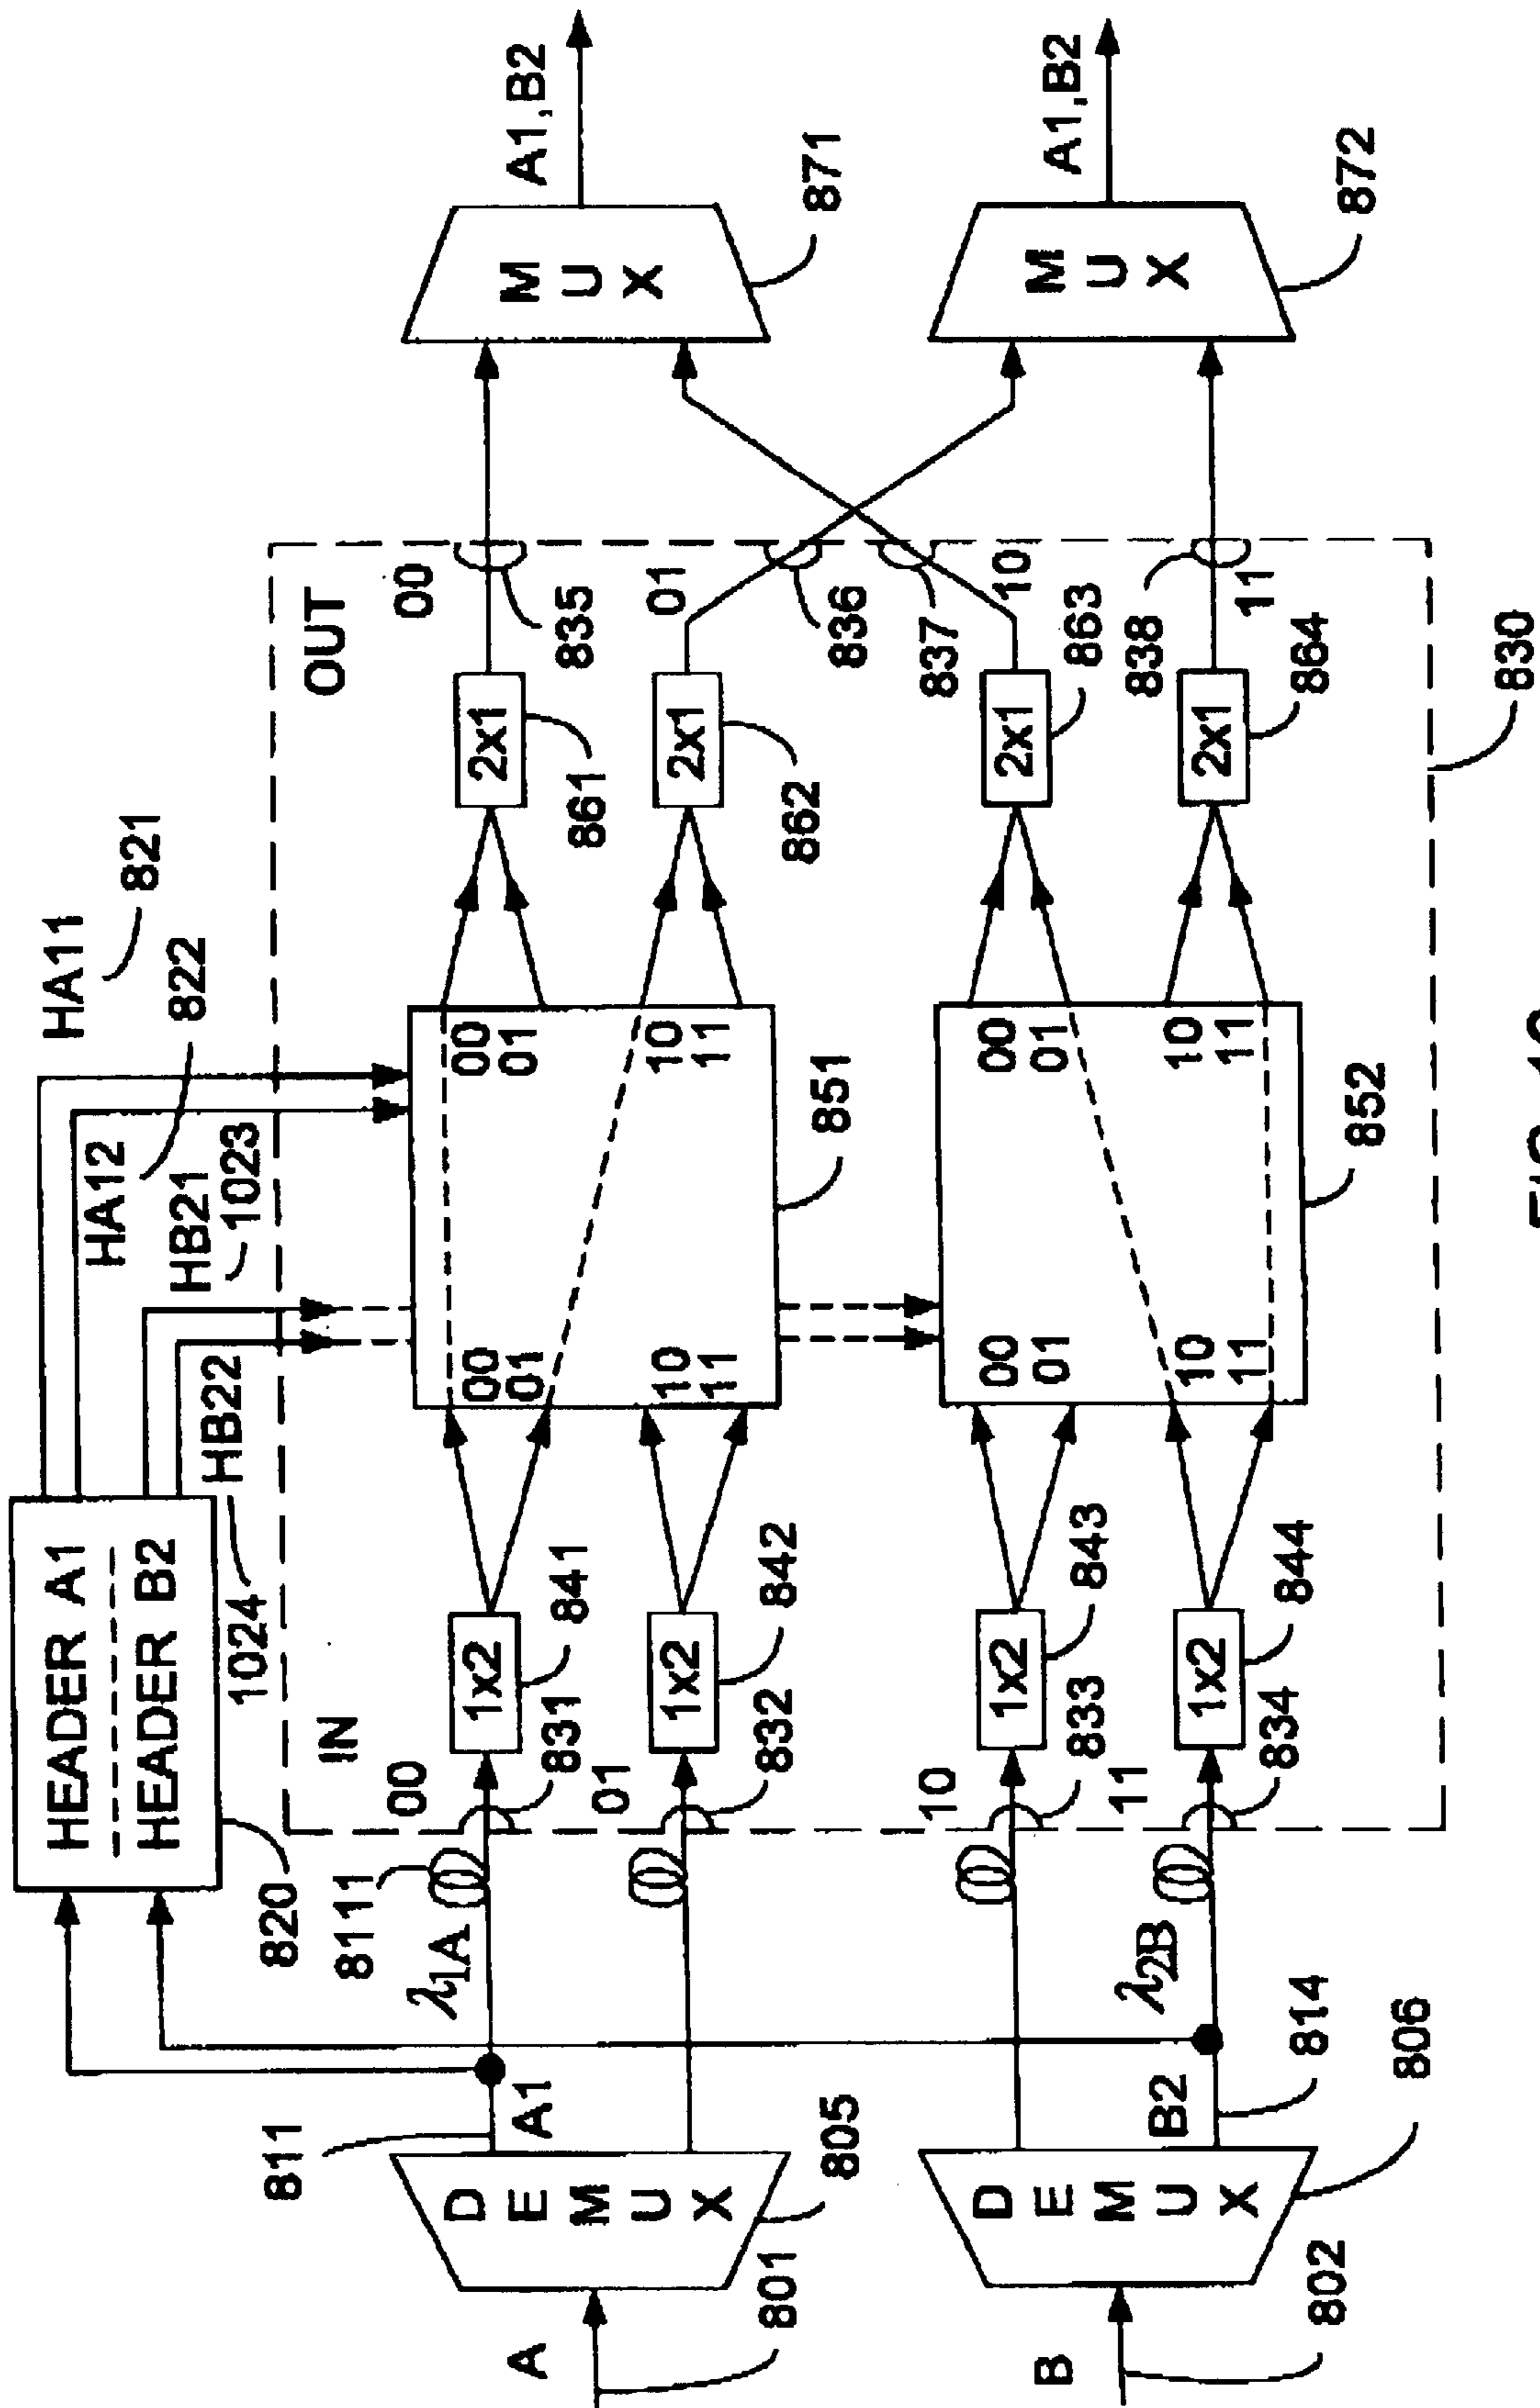 HEADER A1
HEADER B2
820
1024
HB22
HB21
1023
HA12
822
HA11
821
811
A1
λ1A
8111
IN
OUT
00
831
1x2
841
00
01
10
11
00
01
10
11
851
2x1
861
00
835
M
U
X
A1,B2
871
D
E
M
U
X
A
801
805
01
832
1x2
842
2x1
862
01
836
837
10
833
1x2
843
00
01
10
11
00
01
10
11
852
2x1
863
10
838
M
U
X
A1,B2
872
D
E
M
U
X
B
802
806
B2
814
λ2B
11
834
1x2
844
2x1
864
11
830